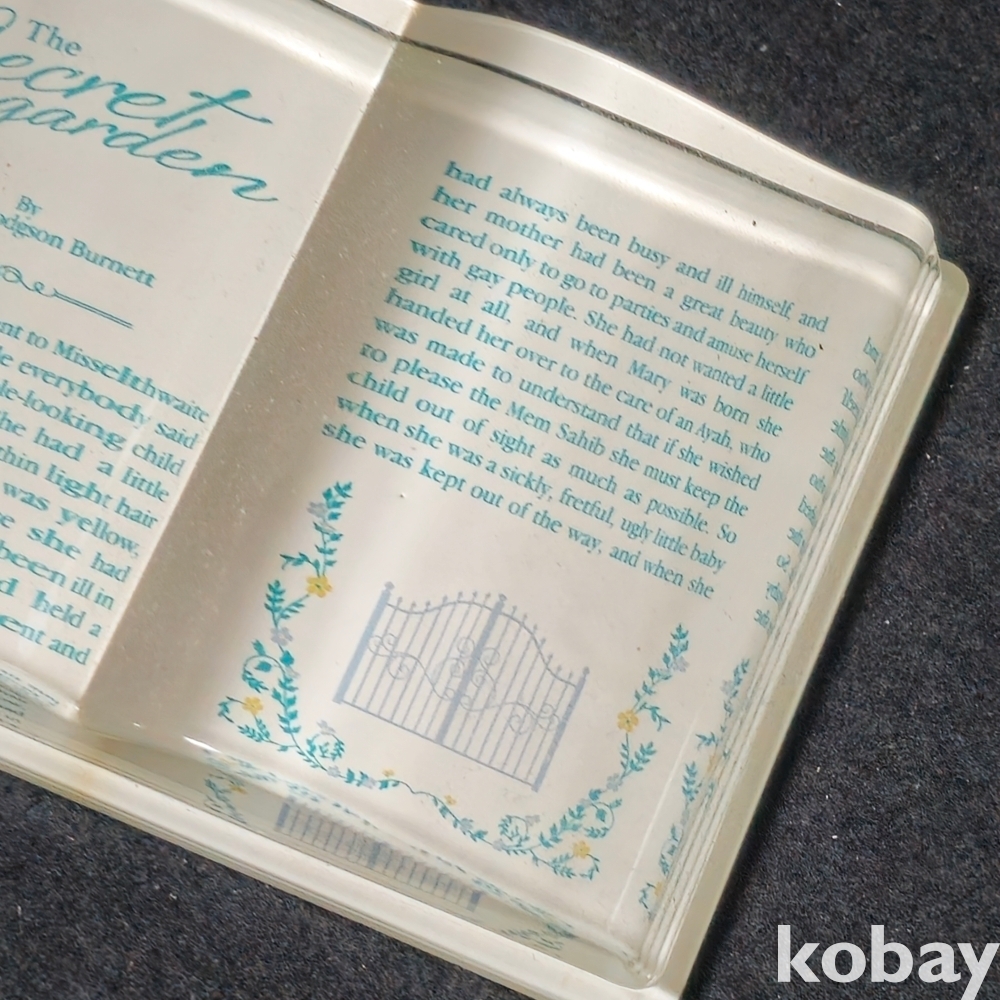 The
ecret
garden
By
odgson Burnett
nt to Misselthwaite
e everybody said
le-looking child
he had a little
thin light hair
was yellow,
e she had
been ill in
d held a
ent and
had always been busy and ill himself, and
her mother had been a great beauty who
cared only to go to parties and amuse herself
with gay people. She had not wanted a little
girl at all, and when Mary was born she
handed her over to the care of an Ayah, who
was made to understand that if she wished
to please the Mem Sahib she must keep the
child out of sight as much as possible. So
when she was a sickly, fretful, ugly little baby
she was kept out of the way, and when she
kobay